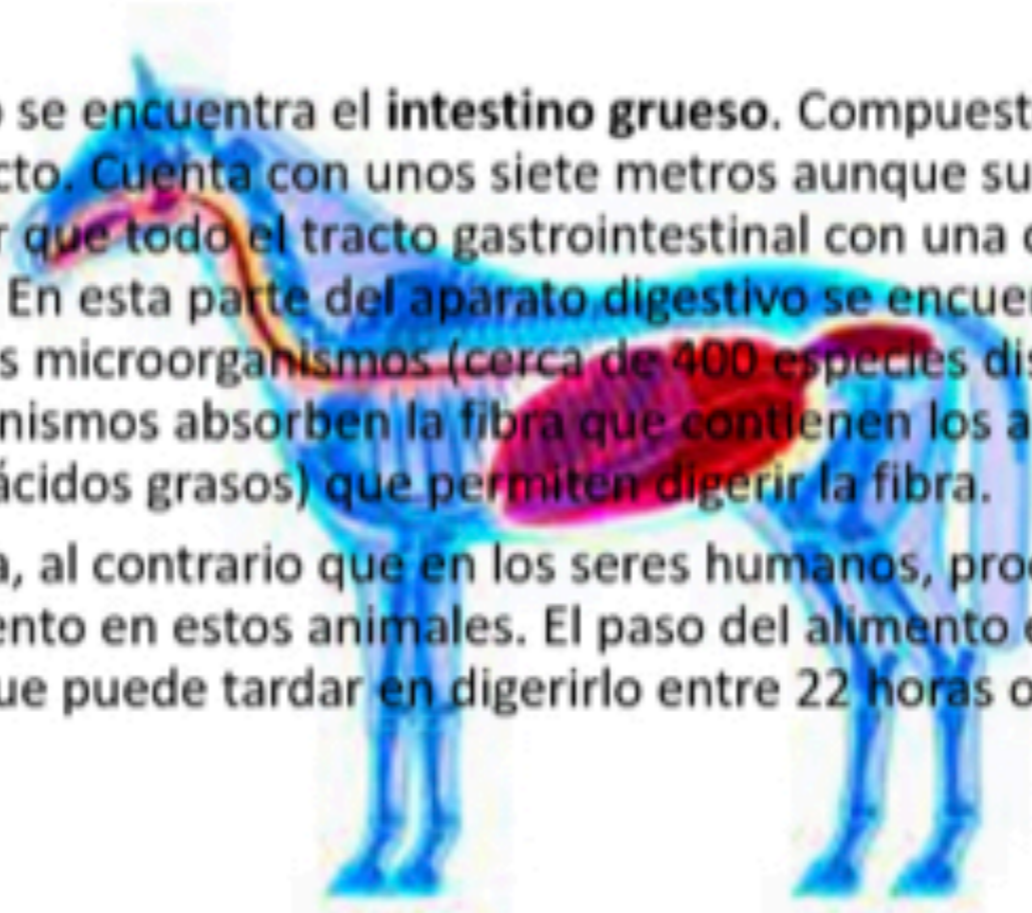 se encuentra el intestino grueso. Compuest
cto. Cuenta con unos siete metros aunque su
r que todo el tracto gastrointestinal con una
En esta parte del aparato digestivo se encue
s microorganismos (cerca de 400 especies dis
nismos absorben la fibra que contienen los a
ácidos grasos) que permiten digerir la fibra.
a, al contrario que en los seres humanos, pro
ento en estos animales. El paso del alimento
ue puede tardar en digerirlo entre 22 horas o